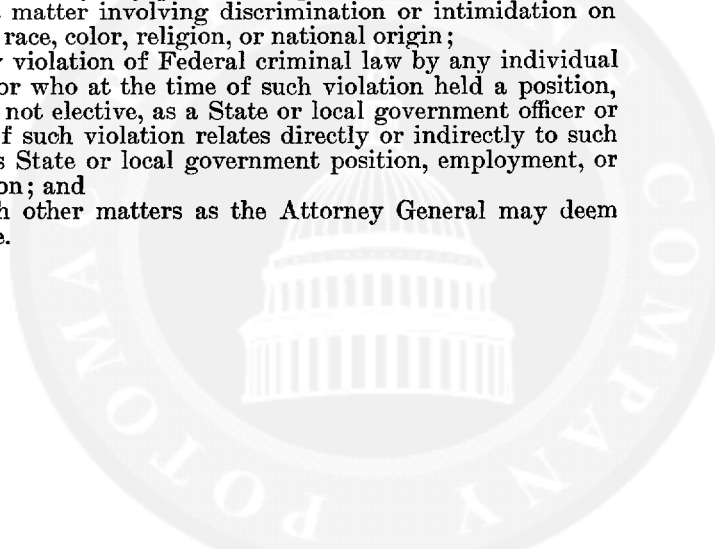 matter involving discrimination or intimidation on
race, color, religion, or national origin;
violation of Federal criminal law by any individual
or who at the time of such violation held a position,
not elective, as a State or local government officer or
f such violation relates directly or indirectly to such
s State or local government position, employment, or
on; and
h other matters as the Attorney General may deem
e.
POTOMAC
COMPANY